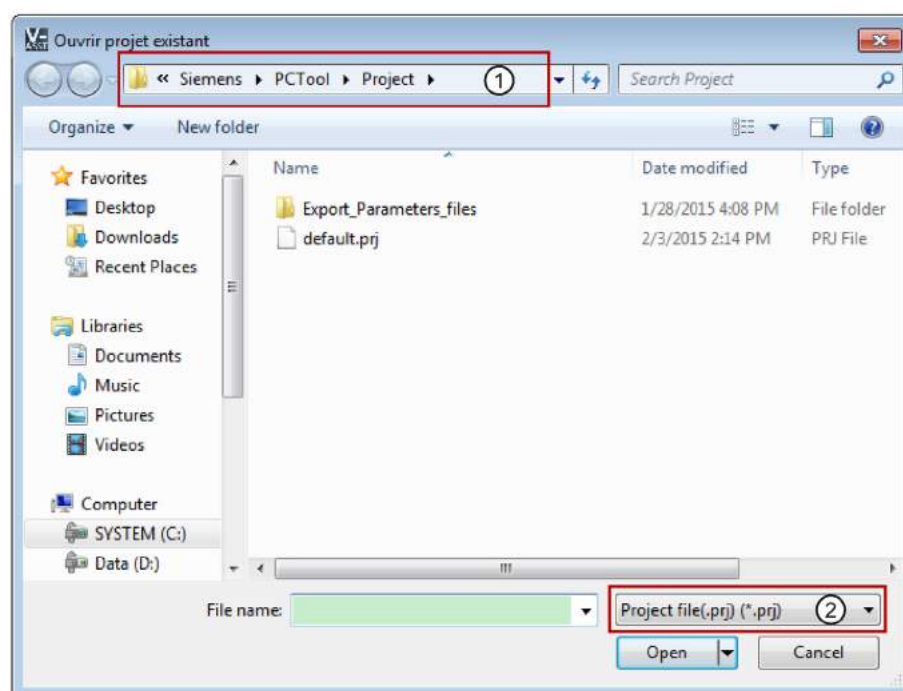 Ouvrir projet existant
« Siemens ▸ PCTool ▸ Project ▸ ①
Search Project
Organize ▾ New folder
Name Date modified Type
Favorites
Desktop
Downloads
Recent Places
Libraries
Documents
Music
Pictures
Videos
Computer
SYSTEM (C:)
Data (D:)
Export_Parameters_files 1/28/2015 4:08 PM File folder
default.prj 2/3/2015 2:14 PM PRJ File
File name:
Project file(.prj) (*.prj) ②
Open Cancel